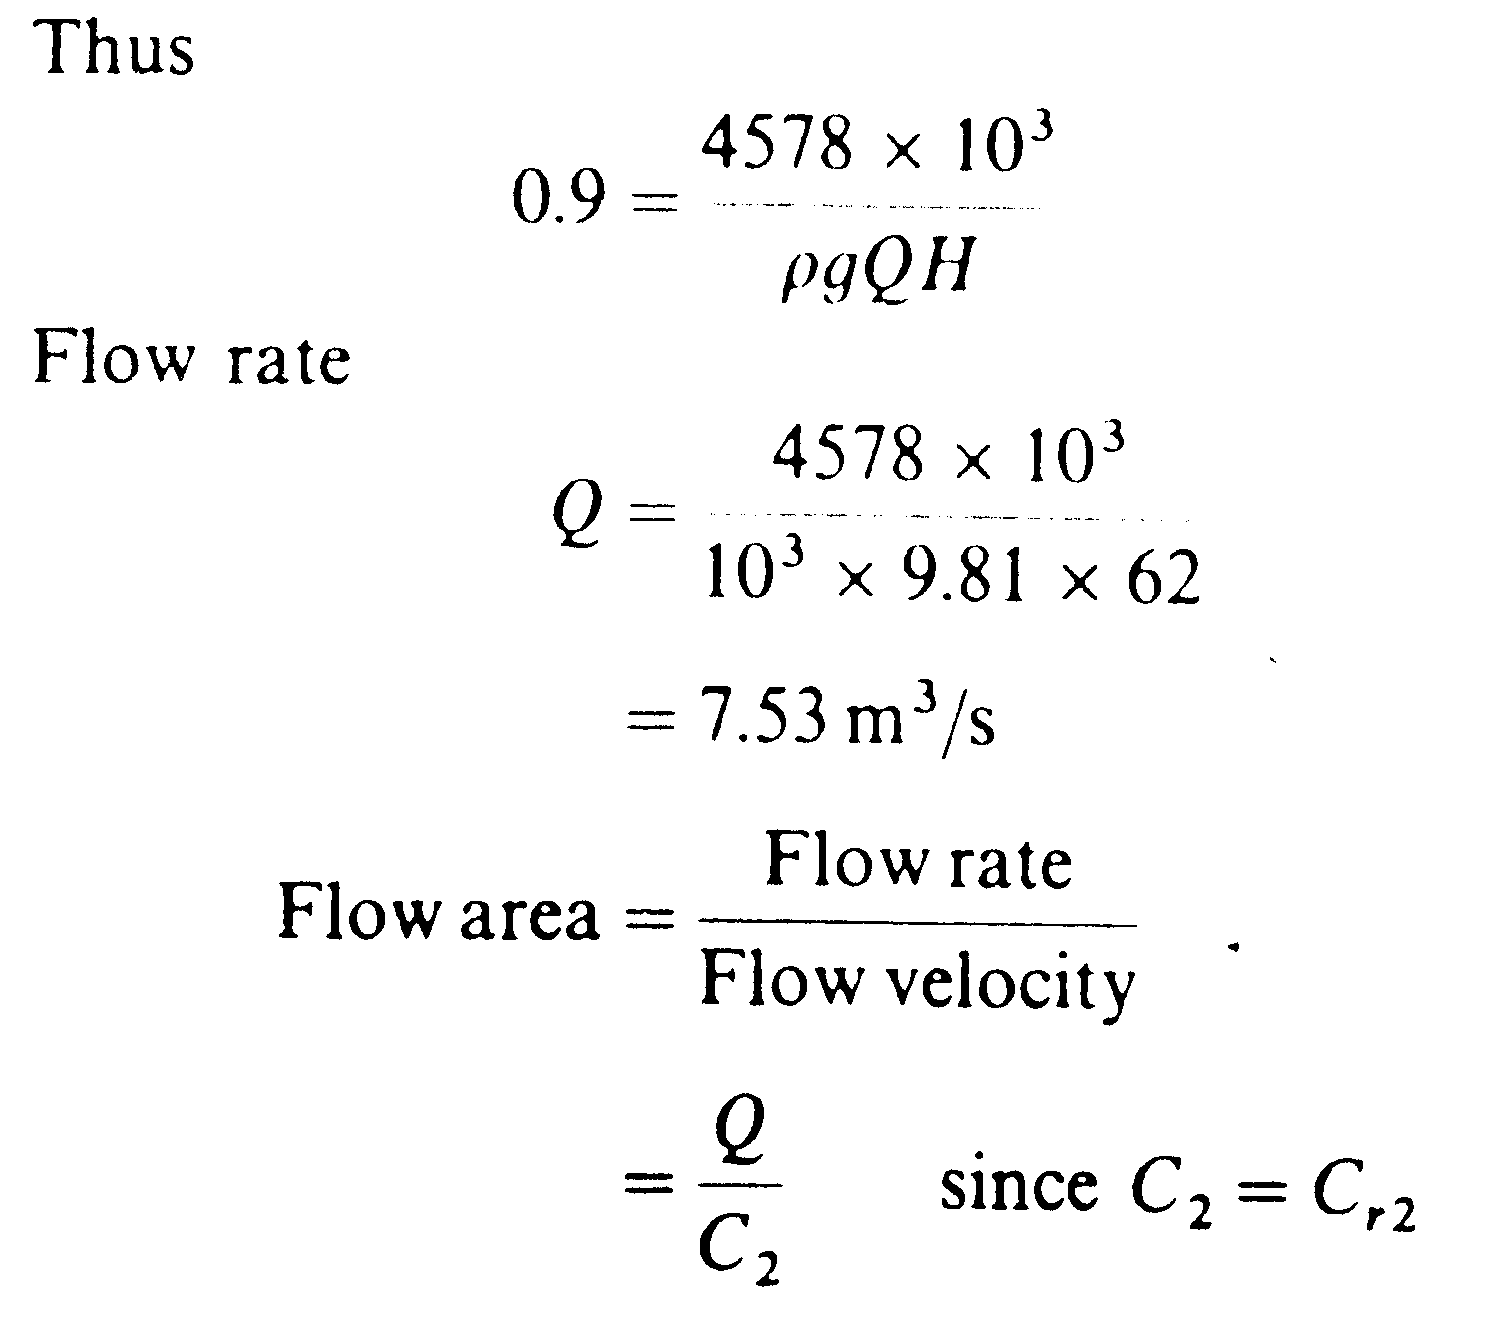 Thus
0.9 = 4578 × 10³ / ρgQH
Flow rate
Q = 4578 × 10³ / 10³ × 9.81 × 62
= 7.53 m³/s
Flow area = Flow rate / Flow velocity
= Q / C₂ since C₂ = Cᵣ₂